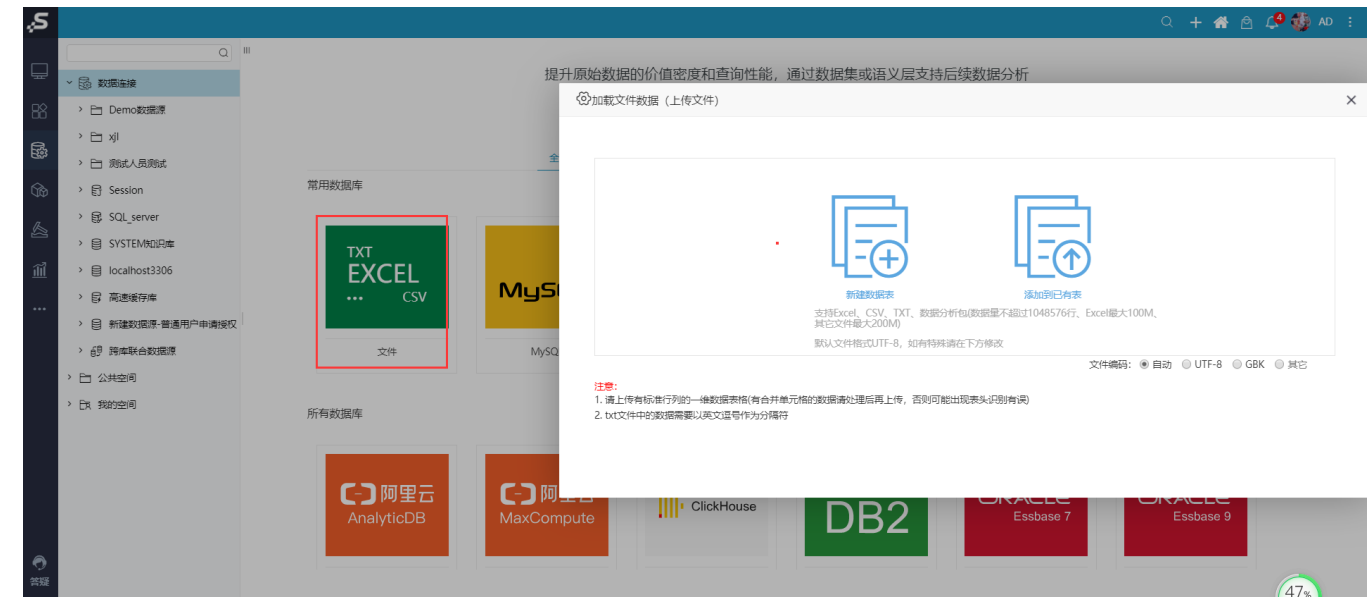 AD
4
提升原始数据的价值密度和查询性能，通过数据集或语义层支持后续数据分析
数据连接
Demo数据源
xjl
测试人员测试
Session
SQL_server
SYSTEM知识库
localhost3306
高速缓存库
新建数据源-普通用户申请授权
跨库联合数据源
公共空间
我的空间
答疑
全
常用数据库
TXT
EXCEL
... CSV
文件
MyS
MySQ
所有数据库
阿里云
AnalyticDB
阿
MaxCompute
ClickHouse
DB2
ORACLE
Essbase 7
ORACLE
Essbase 9
加载文件数据（上传文件）
新建数据表
添加到已有表
支持Excel、CSV、TXT、数据分析包(数据量不超过1048576行、Excel最大100M、
其它文件最大200M)
默认文件格式UTF-8，如有特殊请在下方修改
文件编码： 自动 UTF-8 GBK 其它
注意：
1. 请上传有标准行列的一维数据表格(有合并单元格的数据请处理后再上传，否则可能出现表头识别有误)
2. txt文件中的数据需要以英文逗号作为分隔符
47%